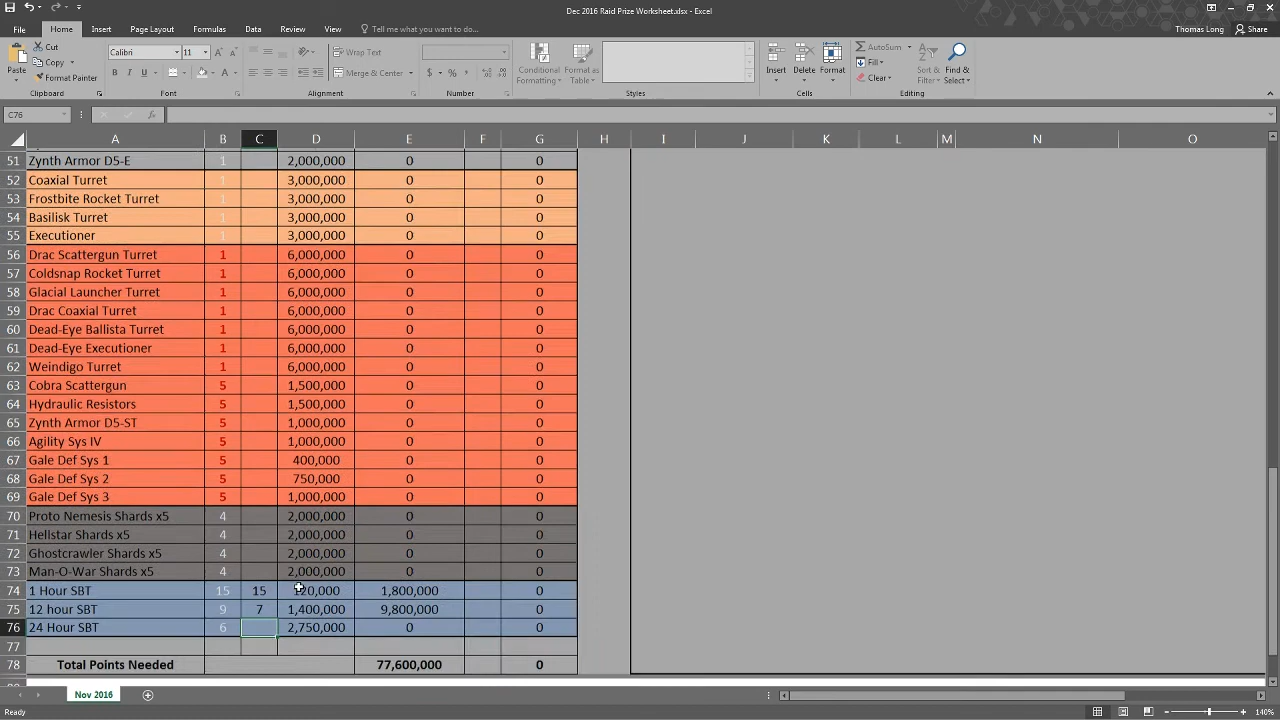 Dec 2016 Raid Prize Worksheet.xlsx - Excel
File Home Insert Page Layout Formulas Data Review View Tell me what you want to do... Thomas Long Share
Paste Cut Copy Format Painter Clipboard
Calibri 11 B I U Font
Wrap Text Merge & Center Alignment
$ % , Number
Conditional Formatting Format as Table Styles
Insert Delete Format Cells
AutoSum Fill Clear Sort & Filter Find & Select Editing
C76 fx
A B C D E F G H I J K L M N O
51 Zynth Armor D5-E 1 2,000,000 0 0
52 Coaxial Turret 1 3,000,000 0 0
53 Frostbite Rocket Turret 1 3,000,000 0 0
54 Basilisk Turret 1 3,000,000 0 0
55 Executioner 1 3,000,000 0 0
56 Drac Scattergun Turret 1 6,000,000 0 0
57 Coldsnap Rocket Turret 1 6,000,000 0 0
58 Glacial Launcher Turret 1 6,000,000 0 0
59 Drac Coaxial Turret 1 6,000,000 0 0
60 Dead-Eye Ballista Turret 1 6,000,000 0 0
61 Dead-Eye Executioner 1 6,000,000 0 0
62 Weindigo Turret 1 6,000,000 0 0
63 Cobra Scattergun 5 1,500,000 0 0
64 Hydraulic Resistors 5 1,500,000 0 0
65 Zynth Armor D5-ST 5 1,000,000 0 0
66 Agility Sys IV 5 1,000,000 0 0
67 Gale Def Sys 1 5 400,000 0 0
68 Gale Def Sys 2 5 750,000 0 0
69 Gale Def Sys 3 5 1,000,000 0 0
70 Proto Nemesis Shards x5 4 2,000,000 0 0
71 Hellstar Shards x5 4 2,000,000 0 0
72 Ghostcrawler Shards x5 4 2,000,000 0 0
73 Man-O-War Shards x5 4 2,000,000 0 0
74 1 Hour SBT 15 15 120,000 1,800,000 0
75 12 hour SBT 9 7 1,400,000 9,800,000 0
76 24 Hour SBT 6 2,750,000 0 0
77
78 Total Points Needed 77,600,000 0
Nov 2016
Ready 140%